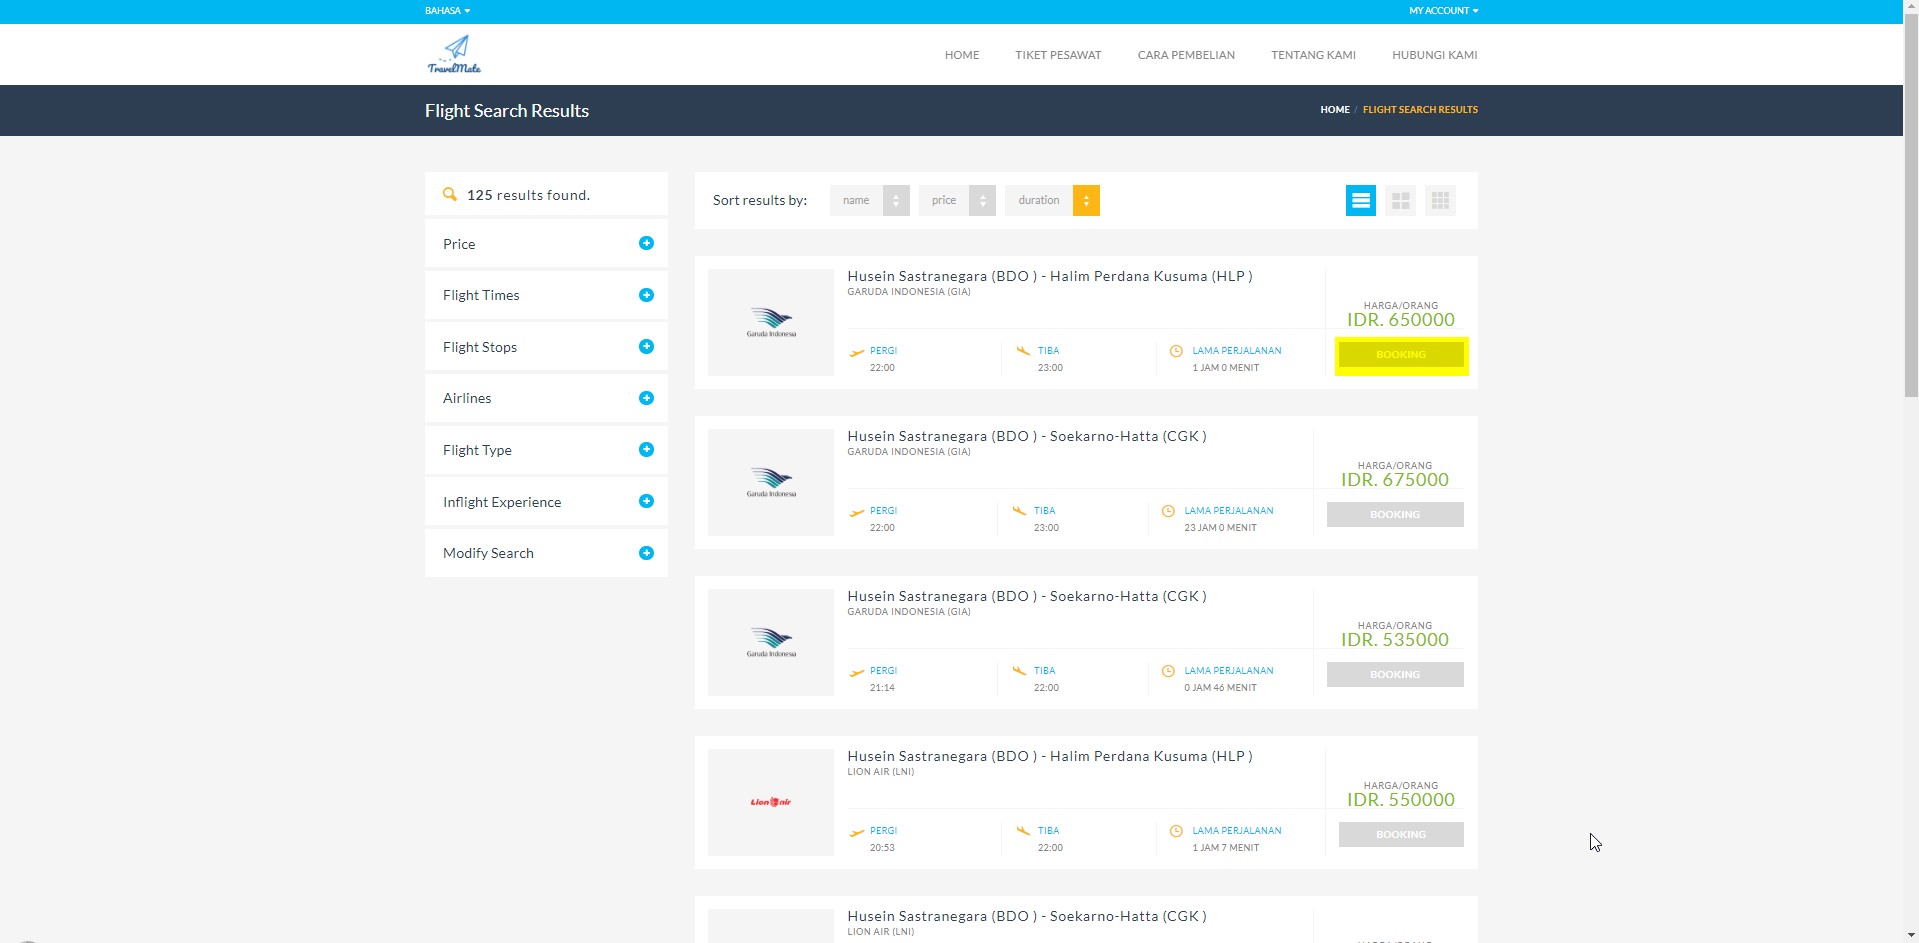 BAHASA
MY ACCOUNT
TravelMate
HOME
TIKET PESAWAT
CARA PEMBELIAN
TENTANG KAMI
HUBUNGI KAMI
Flight Search Results
HOME / FLIGHT SEARCH RESULTS
125 results found.
Price
Flight Times
Flight Stops
Airlines
Flight Type
Inflight Experience
Modify Search
Sort results by:
name
price
duration
Husein Sastranegara (BDO ) - Halim Perdana Kusuma (HLP )
GARUDA INDONESIA (GIA)
Garuda Indonesia
HARGA/ORANG
IDR. 650000
PERGI
22:00
TIBA
23:00
LAMA PERJALANAN
1 JAM 0 MENIT
BOOKING
Husein Sastranegara (BDO ) - Soekarno-Hatta (CGK )
GARUDA INDONESIA (GIA)
Garuda Indonesia
HARGA/ORANG
IDR. 675000
PERGI
22:00
TIBA
23:00
LAMA PERJALANAN
23 JAM 0 MENIT
BOOKING
Husein Sastranegara (BDO ) - Soekarno-Hatta (CGK )
GARUDA INDONESIA (GIA)
Garuda Indonesia
HARGA/ORANG
IDR. 535000
PERGI
21:14
TIBA
22:00
LAMA PERJALANAN
0 JAM 46 MENIT
BOOKING
Husein Sastranegara (BDO ) - Halim Perdana Kusuma (HLP )
LION AIR (LNI)
Lion air
HARGA/ORANG
IDR. 550000
PERGI
20:53
TIBA
22:00
LAMA PERJALANAN
1 JAM 7 MENIT
BOOKING
Husein Sastranegara (BDO ) - Soekarno-Hatta (CGK )
LION AIR (LNI)